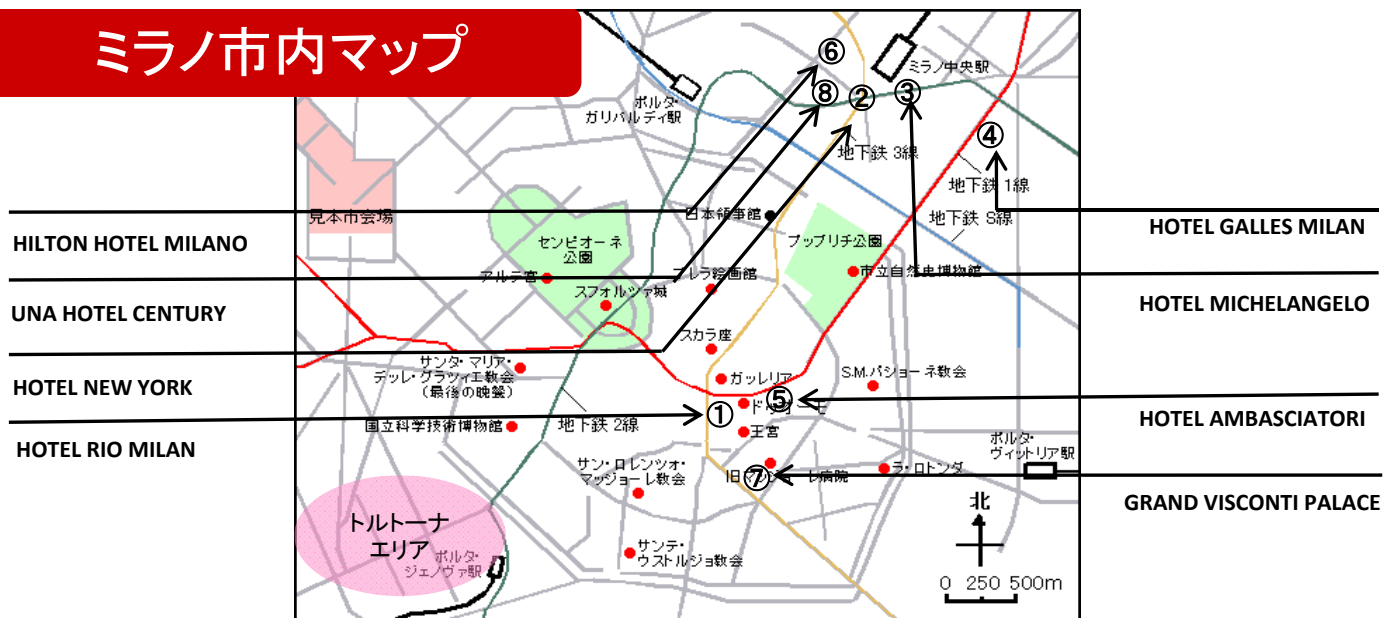 ミラノ市内マップ
⑥
ミラノ中央駅
⑧
②
③
ポルタ・
ガリバルディ駅
④
地下鉄 3線
地下鉄 1線
見本市会場
日本領事館
地下鉄 S線
HILTON HOTEL MILANO
HOTEL GALLES MILAN
センピオーネ
公園
プップリチ公園
アルテ宮
ブレラ絵画館
市立自然史博物館
スフォルツァ城
UNA HOTEL CENTURY
HOTEL MICHELANGELO
スカラ座
サンタ・マリア・
デッレ・グラツィエ教会
(最後の晩餐)
ガッレリア
S.M.パショーネ教会
HOTEL NEW YORK
⑤
①
HOTEL AMBASCIATORI
国立科学技術博物館
地下鉄 2線
王宮
HOTEL RIO MILAN
ポルタ・
ヴィットリア駅
サン・ロレンツォ・
マッジョーレ教会
⑦
ラ・ロトンダ
GRAND VISCONTI PALACE
北
トルトーナ
エリア
ポルタ・
ジェノヴァ駅
サンテ・
ウストルジョ教会
0 250 500m